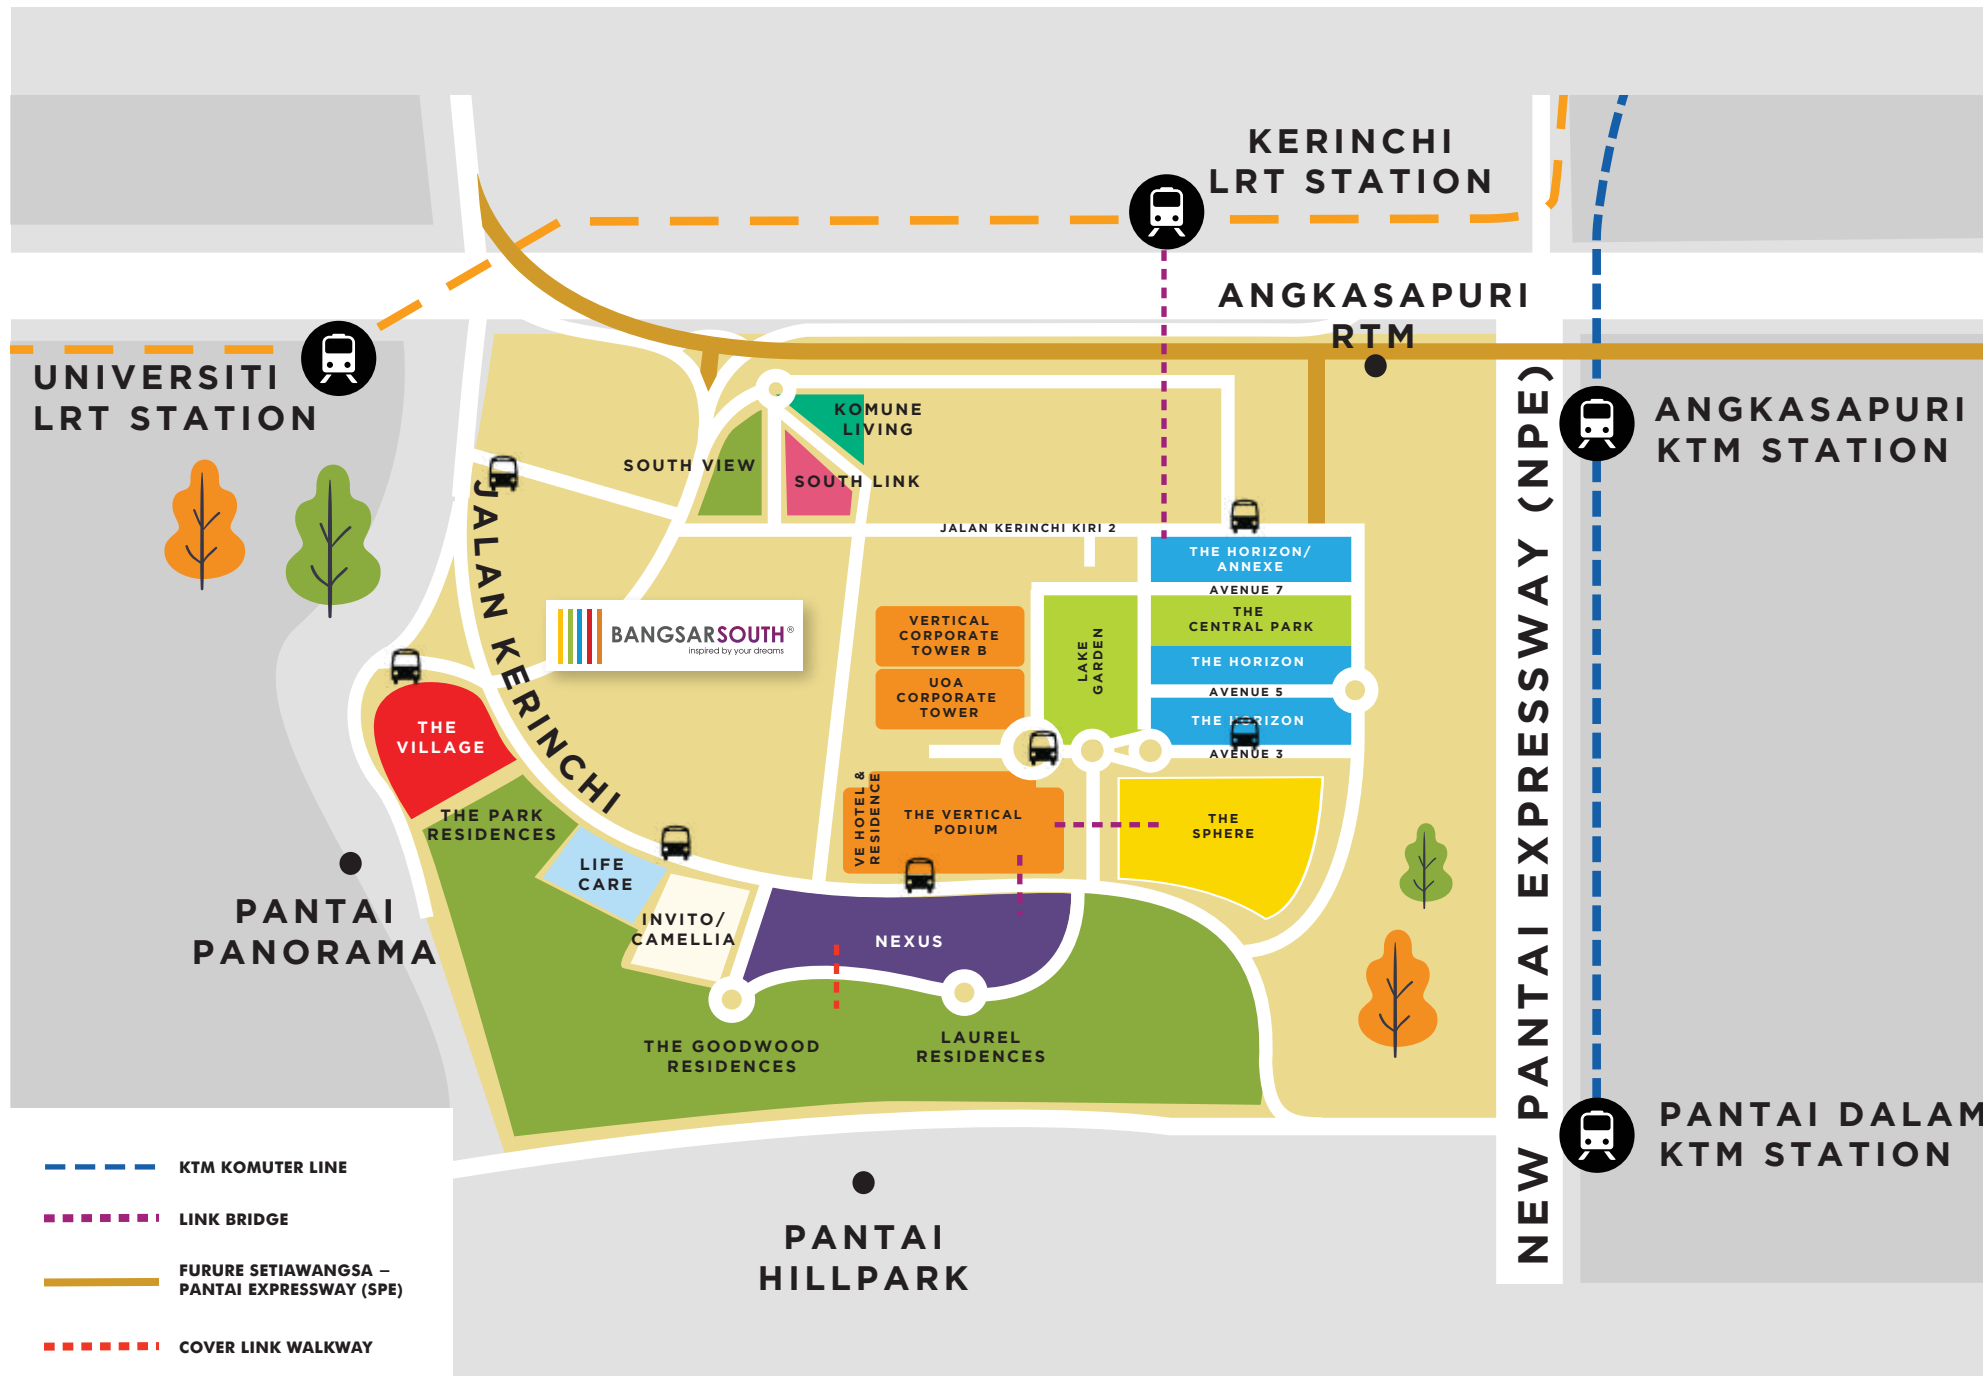 KERINCHI
LRT STATION
ANGKASAPURI
RTM
UNIVERSITI
LRT STATION
ANGKASAPURI
KTM STATION
KOMUNE
LIVING
SOUTH VIEW
SOUTH LINK
JALAN KERINCHI KIRI 2
JALAN KERINCHI
THE HORIZON/
ANNEXE
AVENUE 7
THE
CENTRAL PARK
THE HORIZON
AVENUE 5
THE HORIZON
AVENUE 3
LAKE
GARDEN
VERTICAL
CORPORATE
TOWER B
UOA
CORPORATE
TOWER
BANGSARSOUTH®
inspired by your dreams
THE
VILLAGE
THE PARK
RESIDENCES
LIFE
CARE
INVITO/
CAMELLIA
VE HOTEL &
RESIDENCE
THE VERTICAL
PODIUM
THE
SPHERE
NEXUS
THE GOODWOOD
RESIDENCES
LAUREL
RESIDENCES
PANTAI
PANORAMA
NEW PANTAI EXPRESSWAY (NPE)
PANTAI DALAM
KTM STATION
PANTAI
HILLPARK
KTM KOMUTER LINE
LINK BRIDGE
FURURE SETIAWANGSA –
PANTAI EXPRESSWAY (SPE)
COVER LINK WALKWAY